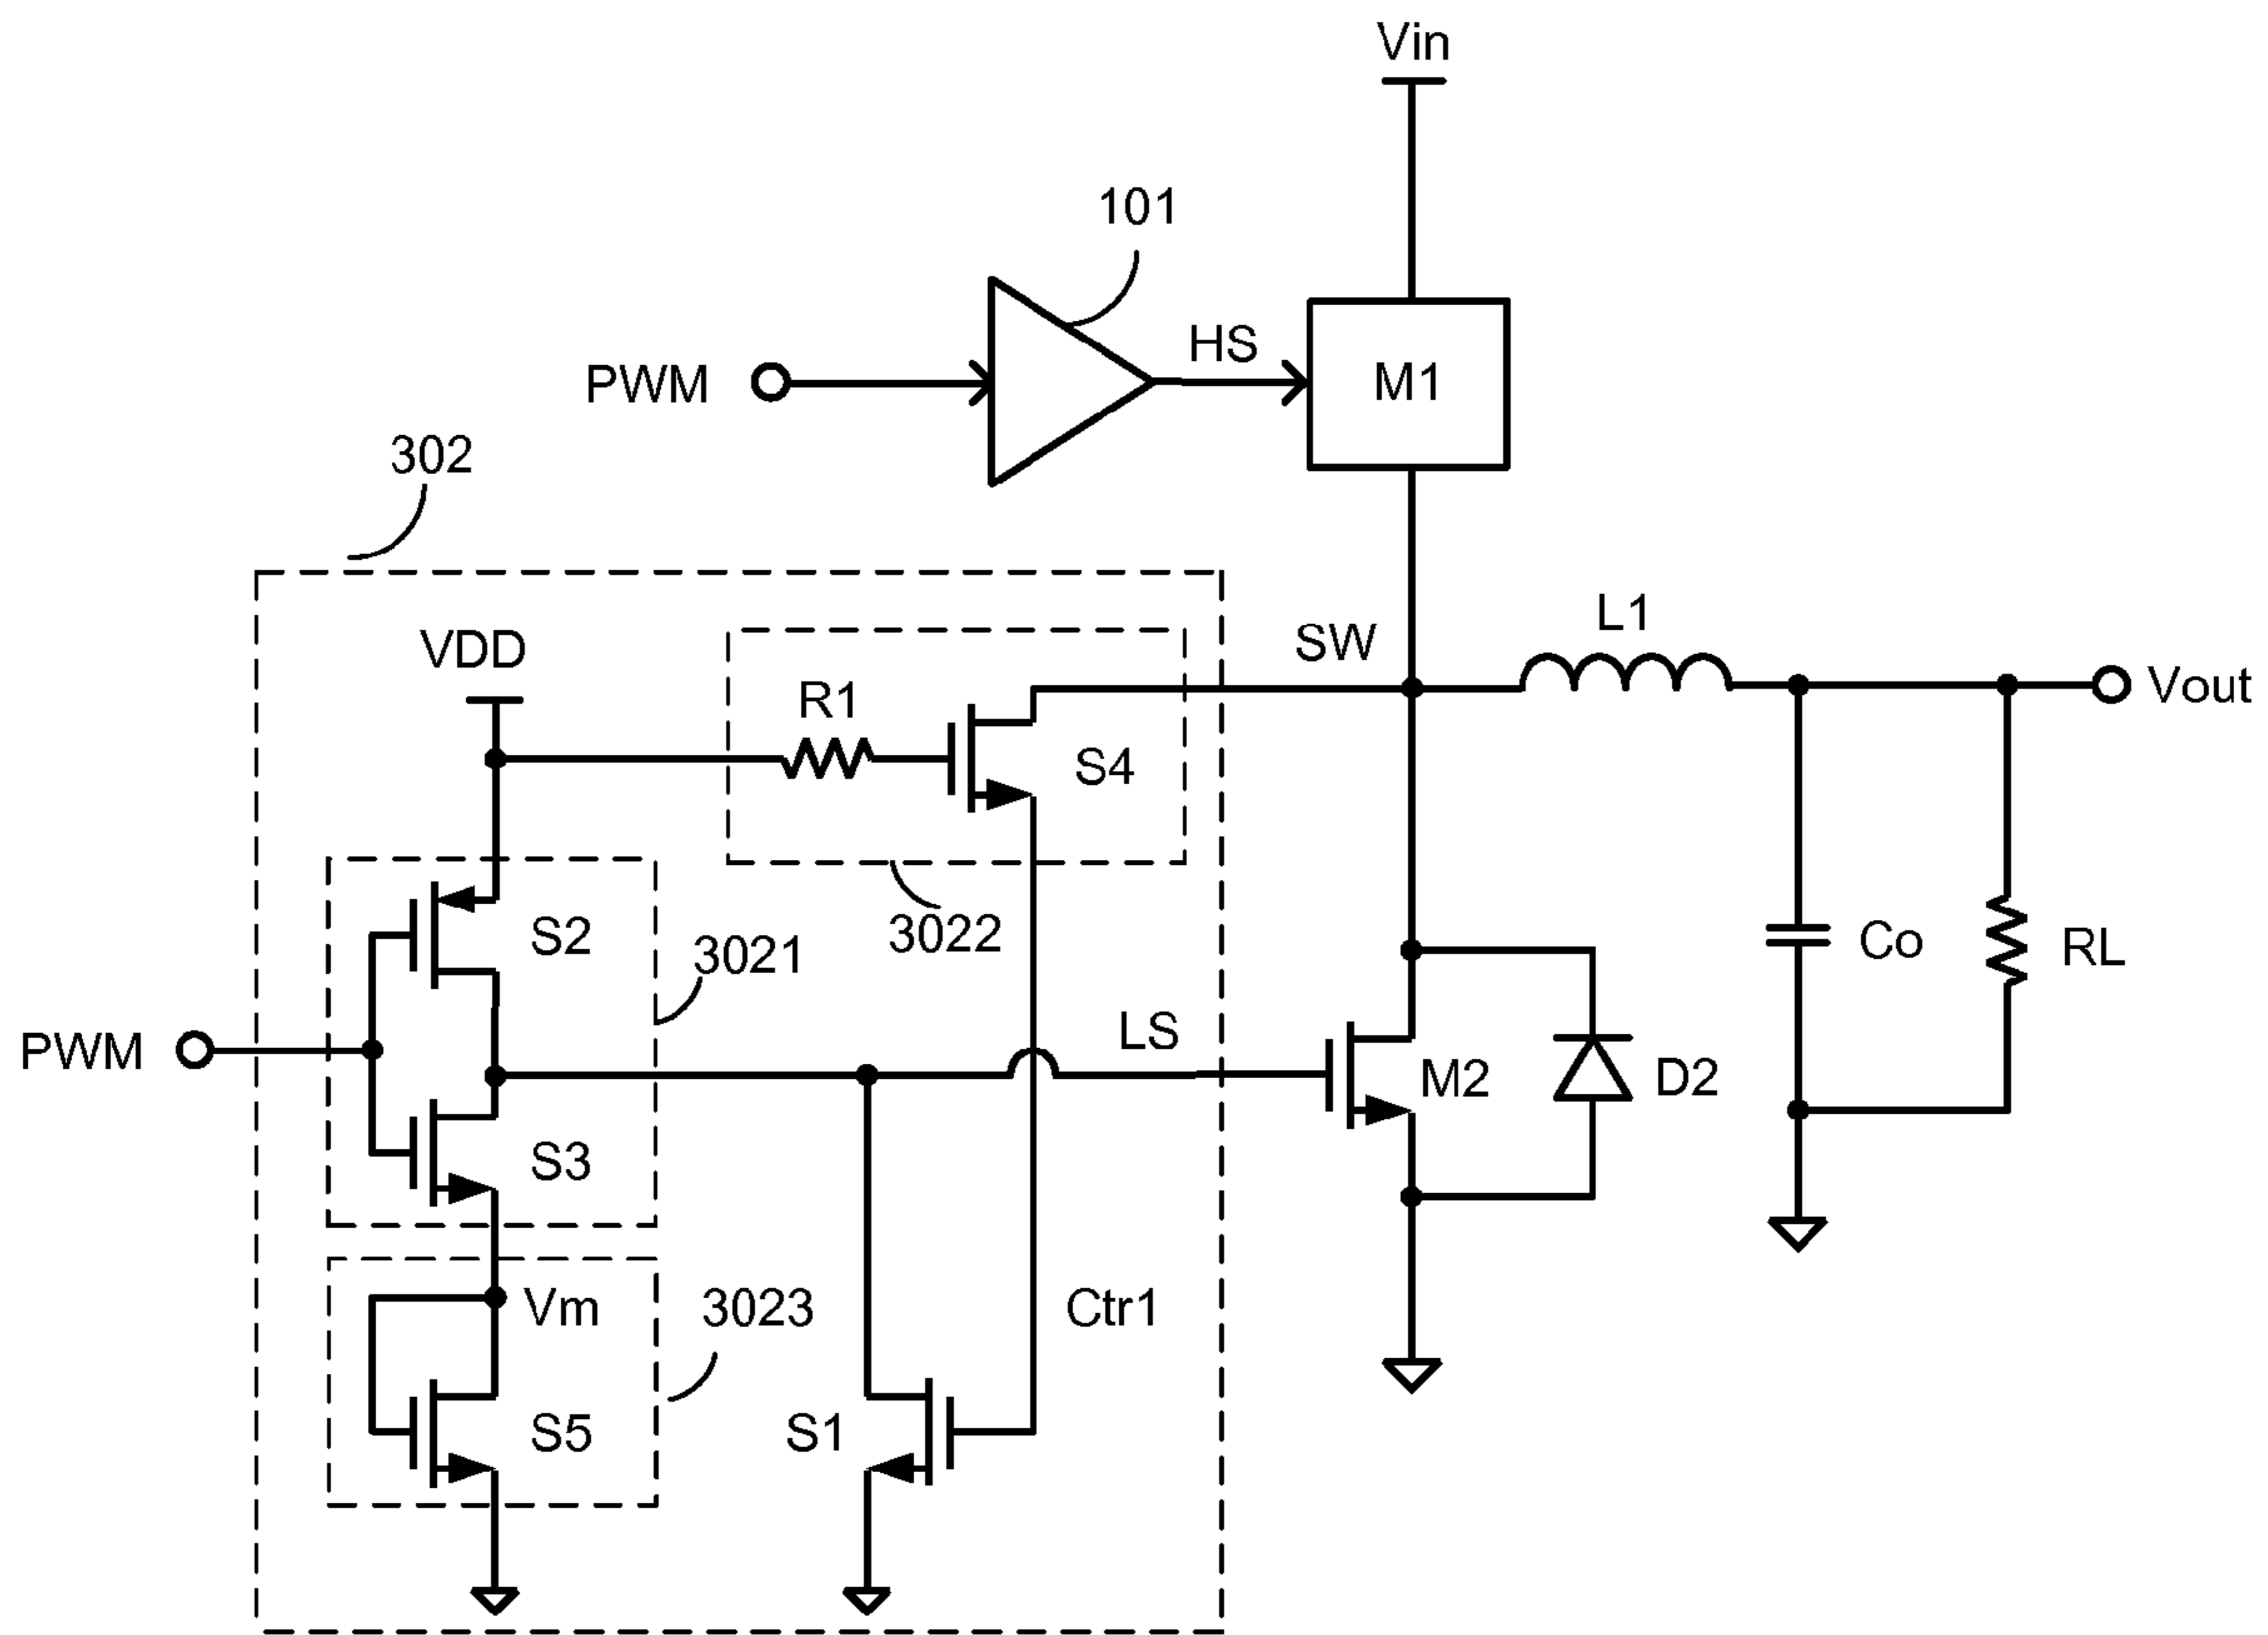 Vin
101
HS
PWM
M1
302
L1
SW
VDD
Vout
R1
S4
S2
3022
3021
Co
RL
LS
PWM
M2
D2
S3
Vm
3023
Ctr1
S5
S1